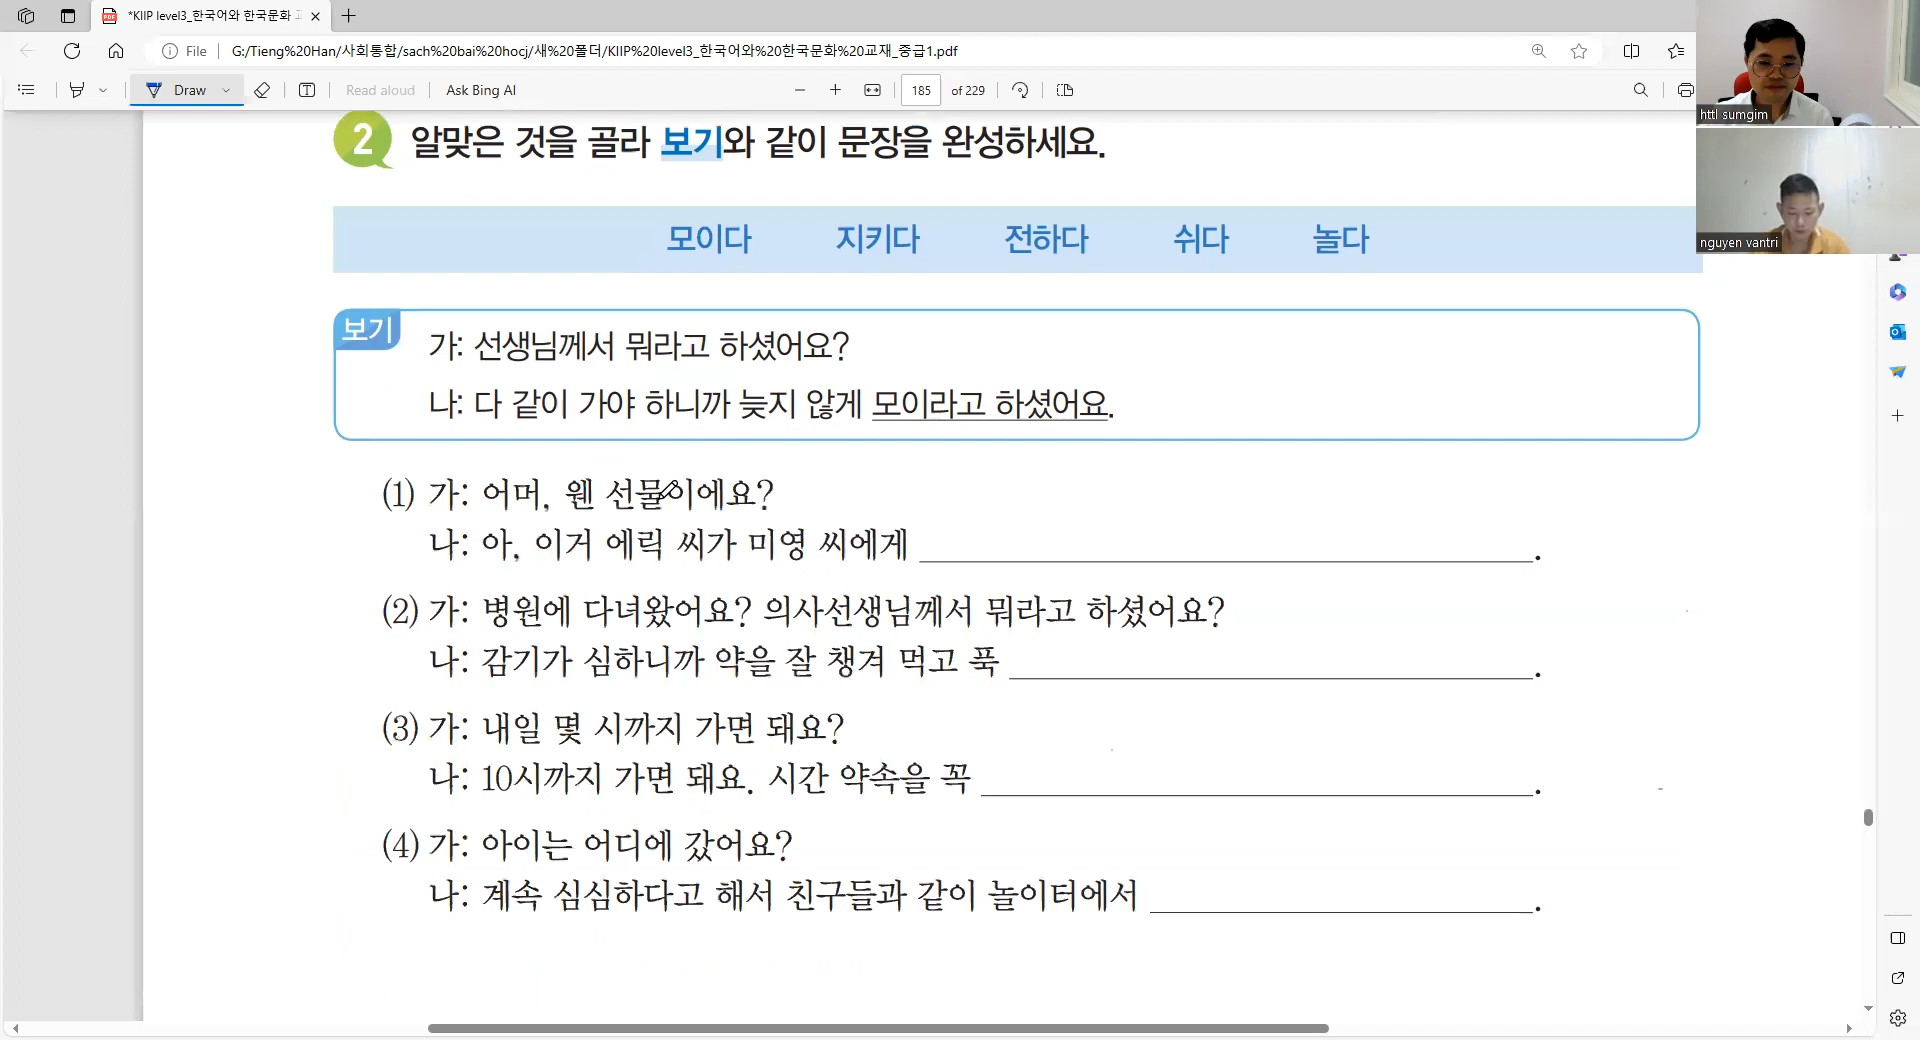 *KIIP level3_한국어와 한국문화 교
File
G:/Tieng%20Han/사회통합/sach%20bai%20hocj/새%20폴더/KIIP%20level3_한국어와%20한국문화%20교재_중급1.pdf
Draw
Read aloud
Ask Bing AI
185
of 229
httl sumgim
nguyen vantri
2 알맞은 것을 골라 보기와 같이 문장을 완성하세요.
모이다 지키다 전하다 쉬다 놀다
보기
가: 선생님께서 뭐라고 하셨어요?
나: 다 같이 가야 하니까 늦지 않게 모이라고 하셨어요.
(1) 가: 어머, 웬 선물이에요?
나: 아, 이거 에릭 씨가 미영 씨에게 .
(2) 가: 병원에 다녀왔어요? 의사선생님께서 뭐라고 하셨어요?
나: 감기가 심하니까 약을 잘 챙겨 먹고 푹 .
(3) 가: 내일 몇 시까지 가면 돼요?
나: 10시까지 가면 돼요. 시간 약속을 꼭 .
(4) 가: 아이는 어디에 갔어요?
나: 계속 심심하다고 해서 친구들과 같이 놀이터에서 .